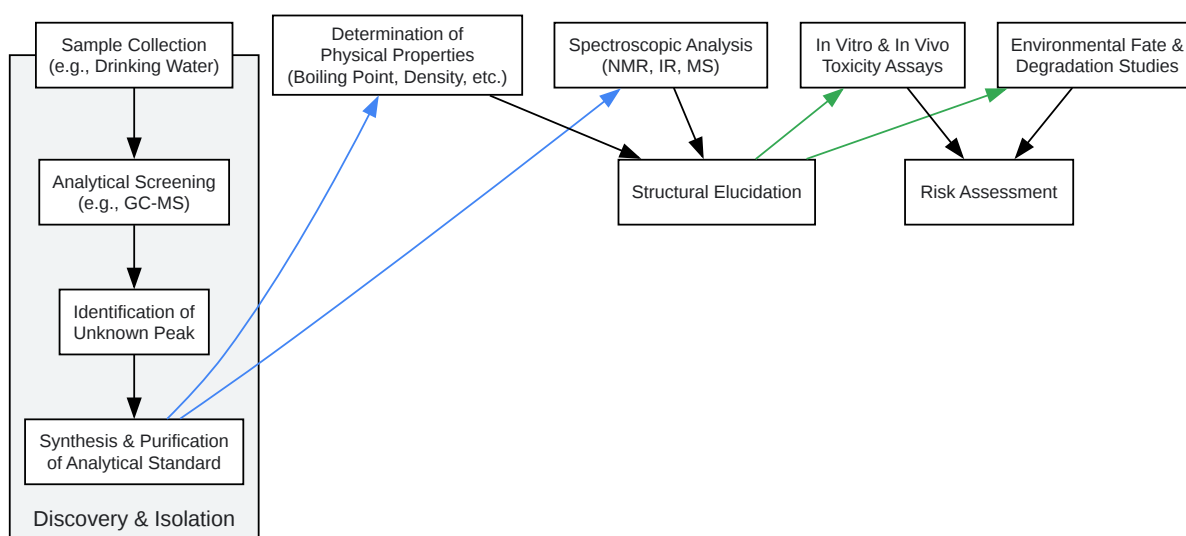 Sample Collection
(e.g., Drinking Water)
Analytical Screening
(e.g., GC-MS)
Identification of
Unknown Peak
Synthesis & Purification
of Analytical Standard
Discovery & Isolation
Determination of
Physical Properties
(Boiling Point, Density, etc.)
Spectroscopic Analysis
(NMR, IR, MS)
Structural Elucidation
In Vitro & In Vivo
Toxicity Assays
Environmental Fate &
Degradation Studies
Risk Assessment